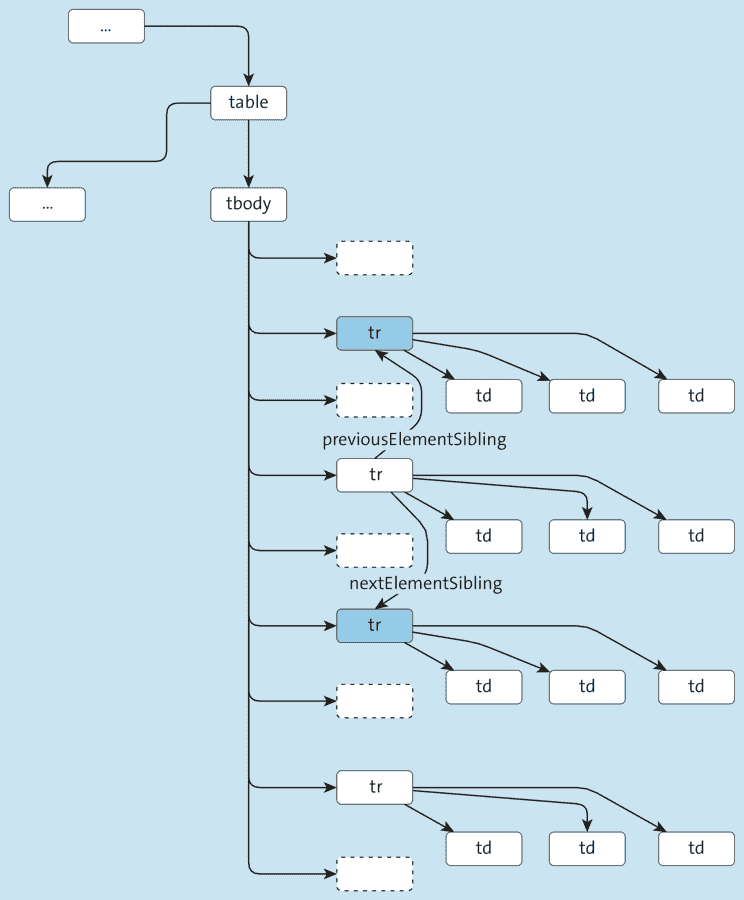 ...
table
...
tbody
tr
td td td
previousElementSibling
tr
td td td
nextElementSibling
tr
td td td
tr
td td td